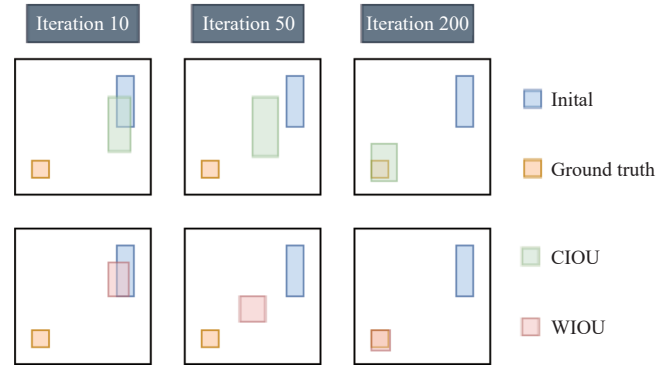 Iteration 10
Iteration 50
Iteration 200
Inital
Ground truth
CIOU
WIOU